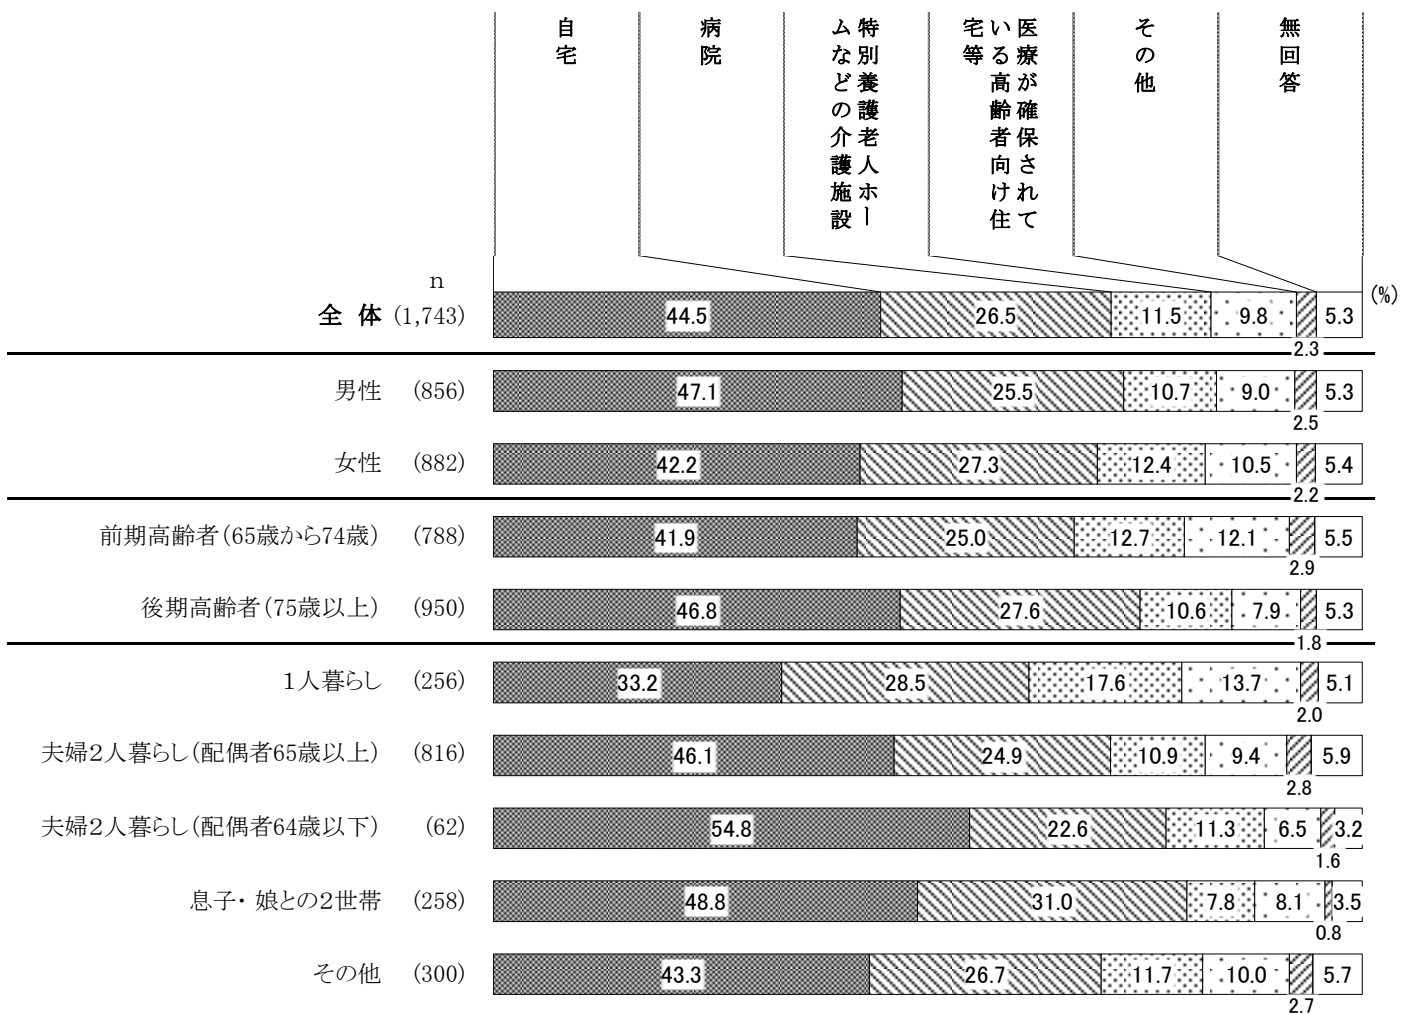 自宅
病院
特別養護老人ホー
ムなどの介護施設
医療が確保されて
いる高齢者向け住
宅等
その他
無回答
n
(%)
全 体 (1,743) 44.5 26.5 11.5 9.8 2.3 5.3
男性 (856) 47.1 25.5 10.7 9.0 2.5 5.3
女性 (882) 42.2 27.3 12.4 10.5 2.2 5.4
前期高齢者(65歳から74歳) (788) 41.9 25.0 12.7 12.1 2.9 5.5
後期高齢者(75歳以上) (950) 46.8 27.6 10.6 7.9 1.8 5.3
1人暮らし (256) 33.2 28.5 17.6 13.7 2.0 5.1
夫婦2人暮らし(配偶者65歳以上) (816) 46.1 24.9 10.9 9.4 2.8 5.9
夫婦2人暮らし(配偶者64歳以下) (62) 54.8 22.6 11.3 6.5 1.6 3.2
息子・娘との2世帯 (258) 48.8 31.0 7.8 8.1 0.8 3.5
その他 (300) 43.3 26.7 11.7 10.0 2.7 5.7